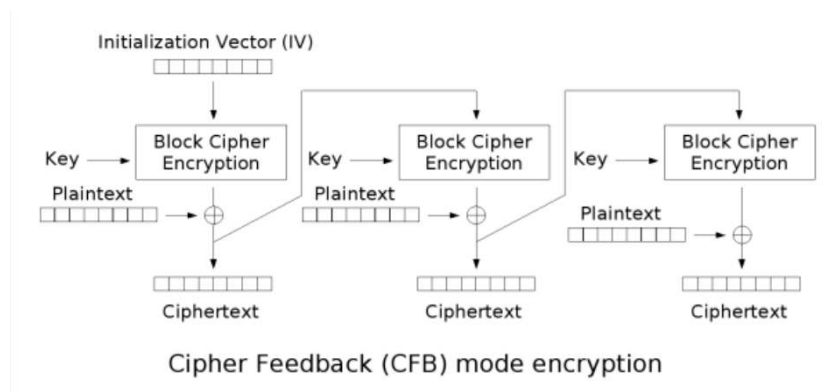 Initialization Vector (IV)
Key
Block Cipher
Encryption
Plaintext
Ciphertext
Key
Block Cipher
Encryption
Plaintext
Ciphertext
Key
Block Cipher
Encryption
Plaintext
Ciphertext
Cipher Feedback (CFB) mode encryption